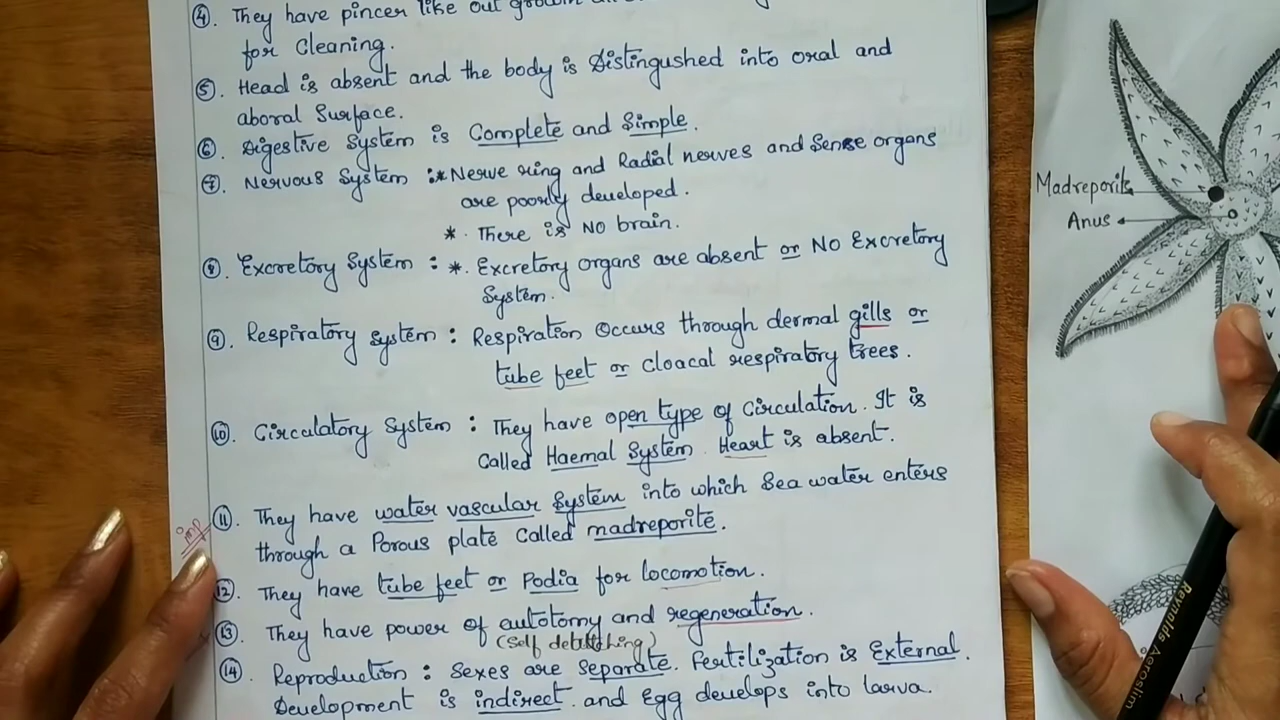 ④. They have pincer like out growth
for Cleaning.
⑤. Head is absent and the body is Distingushed into oral and
aboral Surface.
⑥. Digestive System is Complete and Simple.
⑦. Nervous System :* Nerve ring and Radial nerves and Sense organs
are poorly developed.
*. There is NO brain.
⑧. Excretory System : *. Excretory organs are absent or NO Excretory
System.
⑨. Respiratory System : Respiration Occurs through dermal gills or
tube feet or cloacal respiratory trees.
⑩. Circulatory System : They have open type of Circulation. It is
Called Haemal System. Heart is absent.
imp
⑪. They have water vascular System into which Sea water enters
through a Porous plate Called madreporite.
⑫. They have tube feet or Podia for locomotion.
⑬. They have power of autotomy and regeneration.
(Self detatching)
⑭. Reproduction : Sexes are Separate. Fertilization is External.
Development is indirect and Egg develops into larva.
Madreporite
Anus
Reynolds Aeroslim